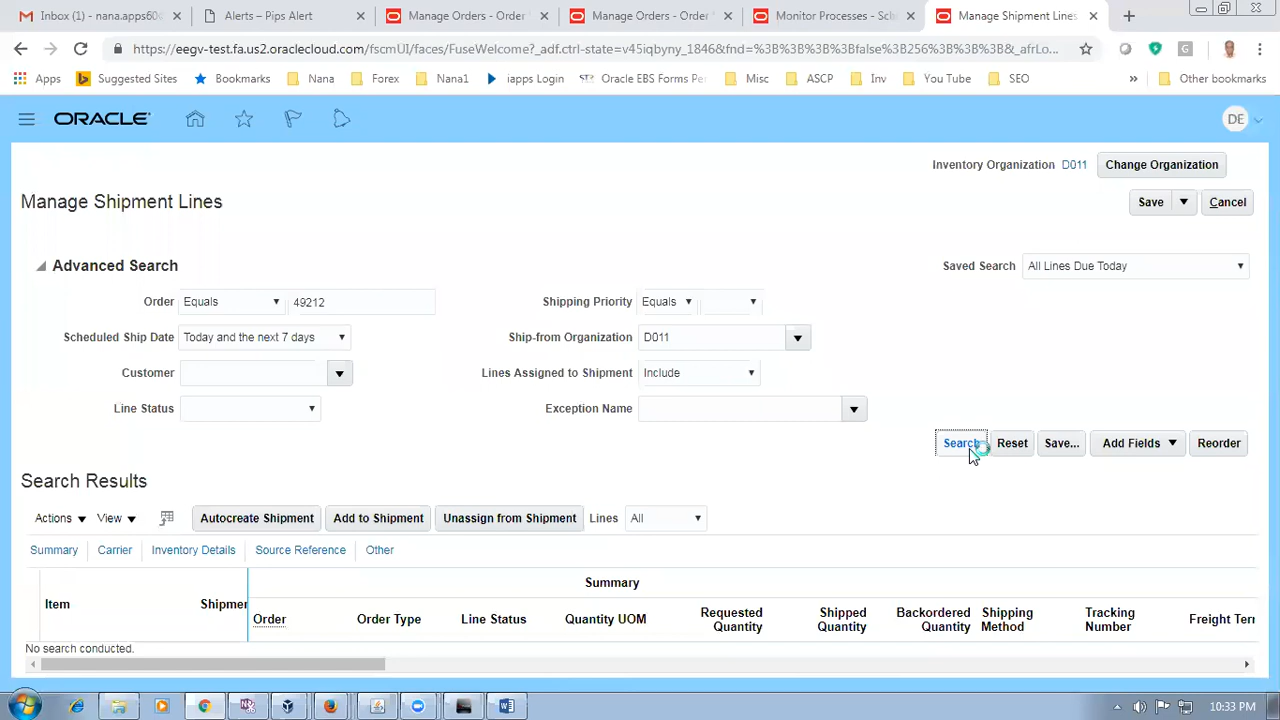 nana.apps60 Alerts – Pips Alert Manage Orders - Order Manage Orders - Order Monitor Processes - Sch Manage Shipment Lines
https://eegv-test.fa.us2.oraclecloud.com/fscmUI/faces/FuseWelcome?_adf.ctrl-state=v45iqbyny_1846&fnd=%3B%3B%3B%3Bfalse%3B256%3B%3B%3B&_afrLo...
Apps Suggested Sites Bookmarks Nana Forex Nana1 iapps Login Oracle EBS Forms Per Misc ASCP Inv You Tube SEO » Other bookmarks
ORACLE DE
Inventory Organization D011 Change Organization
Manage Shipment Lines Save Cancel
Advanced Search Saved Search All Lines Due Today
Order Equals 49212 Shipping Priority Equals
Scheduled Ship Date Today and the next 7 days Ship-from Organization D011
Customer Lines Assigned to Shipment Include
Line Status Exception Name
Search Reset Save... Add Fields Reorder
Search Results
Actions View Autocreate Shipment Add to Shipment Unassign from Shipment Lines All
Summary Carrier Inventory Details Source Reference Other
Summary
Item Shipmen Order Order Type Line Status Quantity UOM Requested Quantity Shipped Quantity Backordered Quantity Shipping Method Tracking Number Freight Terr
No search conducted.
10:33 PM